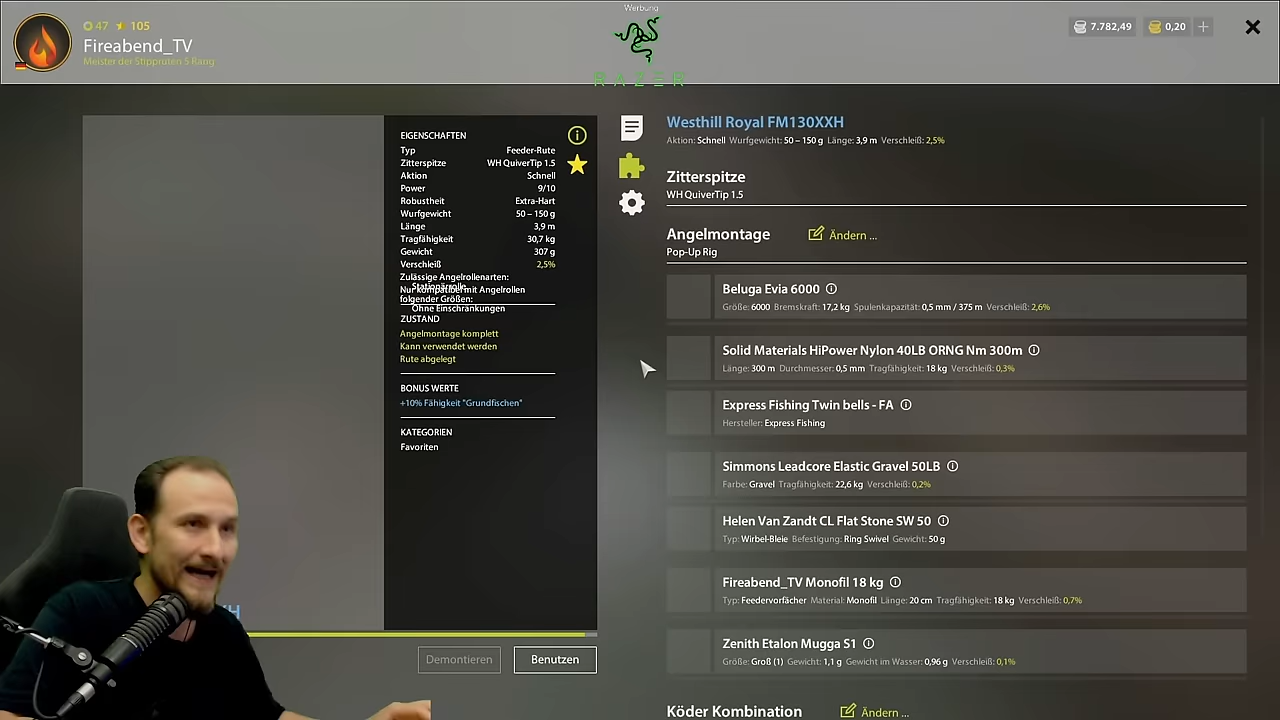 Werbung
47 105
Fireabend_TV
Meister der Stippruten 5 Rang
RAZER
7.782,49
0,20
EIGENSCHAFTEN
Typ Feeder-Rute
Zitterspitze WH QuiverTip 1.5
Aktion Schnell
Power 9/10
Robustheit Extra-Hart
Wurfgewicht 50 – 150 g
Länge 3,9 m
Tragfähigkeit 30,7 kg
Gewicht 307 g
Verschleiß 2,5%
Zulässige Angelrollenarten:
Stationärrolle
Nur kompatibel mit Angelrollen
folgender Größen:
Ohne Einschränkungen
ZUSTAND
Angelmontage komplett
Kann verwendet werden
Rute abgelegt
BONUS WERTE
+10% Fähigkeit "Grundfischen"
KATEGORIEN
Favoriten
Demontieren
Benutzen
Westhill Royal FM130XXH
Aktion: Schnell Wurfgewicht: 50 – 150 g Länge: 3,9 m Verschleiß: 2,5%
Zitterspitze
WH QuiverTip 1.5
Angelmontage Ändern ...
Pop-Up Rig
Beluga Evia 6000
Größe: 6000 Bremskraft: 17,2 kg Spulenkapazität: 0,5 mm / 375 m Verschleiß: 2,6%
Solid Materials HiPower Nylon 40LB ORNG Nm 300m
Länge: 300 m Durchmesser: 0,5 mm Tragfähigkeit: 18 kg Verschleiß: 0,3%
Express Fishing Twin bells - FA
Hersteller: Express Fishing
Simmons Leadcore Elastic Gravel 50LB
Farbe: Gravel Tragfähigkeit: 22,6 kg Verschleiß: 0,2%
Helen Van Zandt CL Flat Stone SW 50
Typ: Wirbel-Bleie Befestigung: Ring Swivel Gewicht: 50 g
Fireabend_TV Monofil 18 kg
Typ: Feedervorfächer Material: Monofil Länge: 20 cm Tragfähigkeit: 18 kg Verschleiß: 0,7%
Zenith Etalon Mugga S1
Größe: Groß (1) Gewicht: 1,1 g Gewicht im Wasser: 0,96 g Verschleiß: 0,1%
Köder Kombination Ändern ...